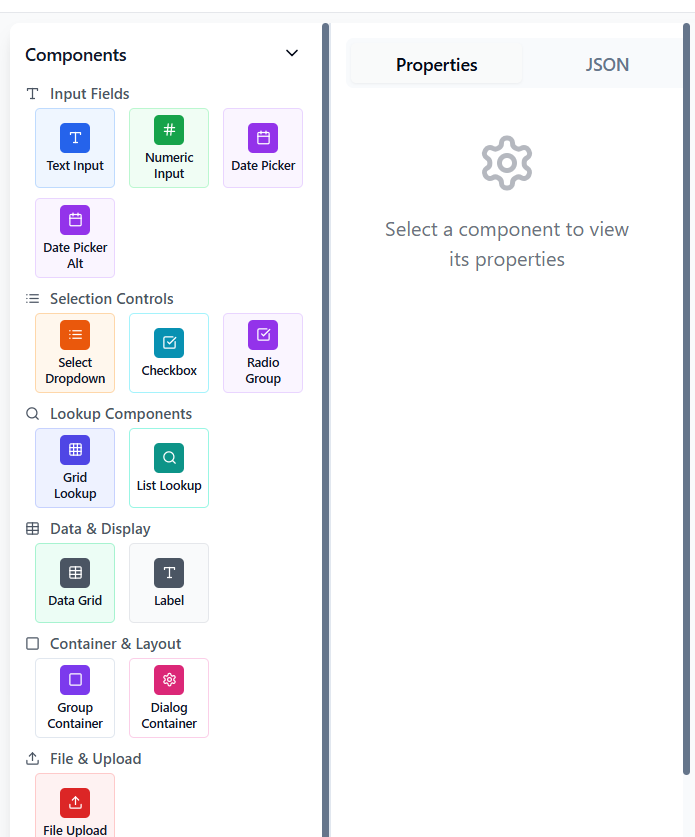 Components
Properties
JSON
Input Fields
Text Input
Numeric
Input
Date Picker
Date Picker
Alt
Select a component to view
its properties
Selection Controls
Select
Dropdown
Checkbox
Radio
Group
Lookup Components
Grid
Lookup
List Lookup
Data & Display
Data Grid
Label
Container & Layout
Group
Container
Dialog
Container
File & Upload
File Upload